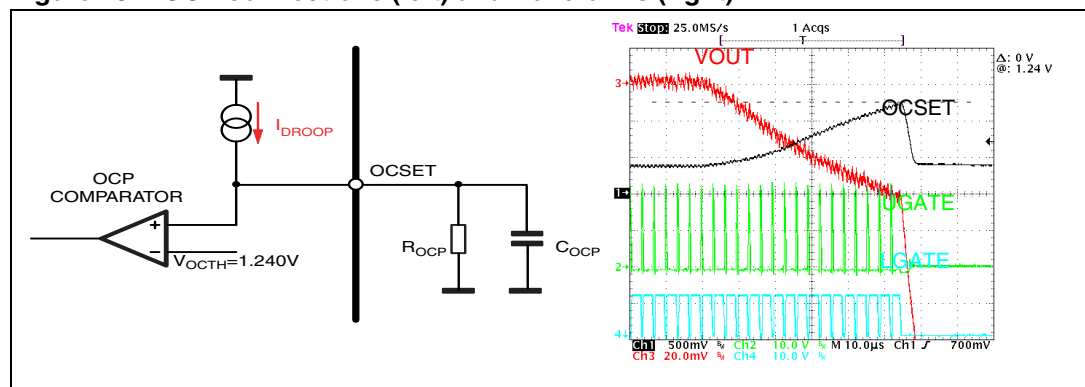 Tek Stop: 25.0MS/s 1 Acqs
T
Δ: 0 V
@: 1.24 V
VOUT
3→
OCSET
1→
UGATE
2→
LGATE
4→
Ch1 500mV Ch2 10.0 V M 10.0µs Ch1 700mV
Ch3 20.0mV Ch4 10.0 V
IDROOP
OCSET
OCP
COMPARATOR
+
−
VOCTH=1.240V
ROCP
COCP